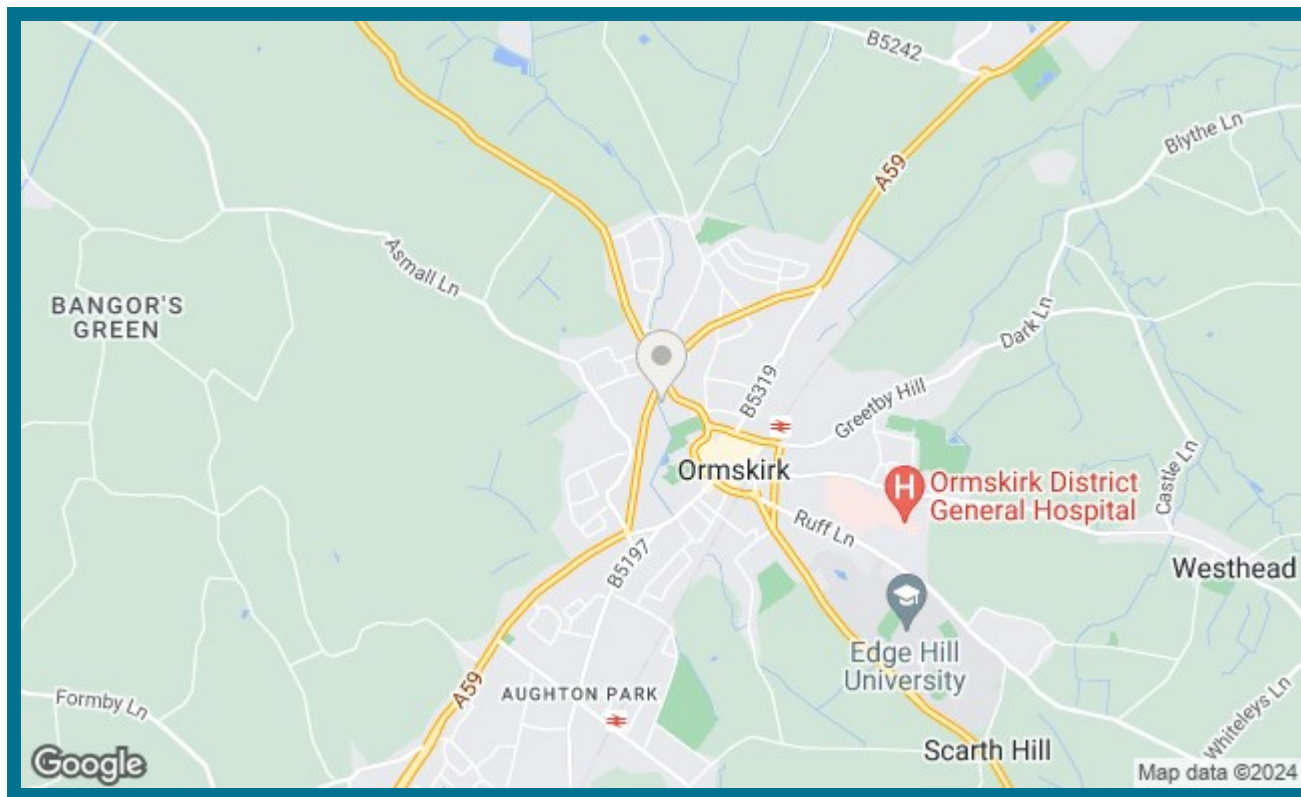 B5242
Blythe Ln
A59
Asmall Ln
BANGOR'S
GREEN
Dark Ln
B5319
Greetby Hill
Ormskirk
H
Ormskirk District
General Hospital
Castle Ln
Ruff Ln
B5197
Westhead
Edge Hill
University
AUGHTON PARK
A59
Formby Ln
Whiteleys Ln
Scarth Hill
Google
Map data ©2024